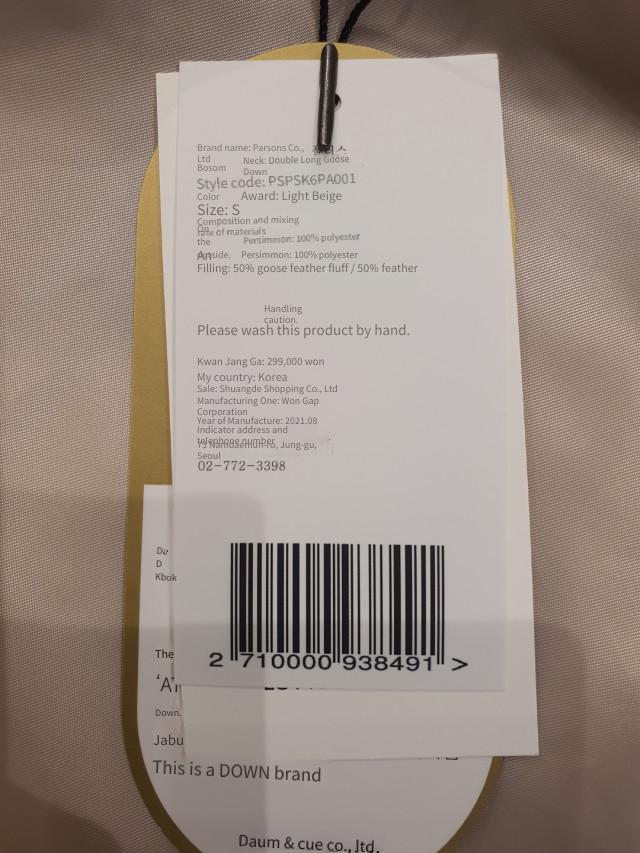 Brand name: Parsons Co.,
Ltd
Bosom
Neck: Double Long Goose
Down
Style code: PSPSK6PA001
Color
Award: Light Beige
Size: S
Composition and mixing
rate of materials
the
Persimmon: 100% polyester
Persimmon: 100% polyester
Filling: 50% goose feather fluff / 50% feather
Handling
caution.
Please wash this product by hand.
Kwan Jang Ga: 299,000 won
My country: Korea
Sale: Shuangde Shopping Co., Ltd
Manufacturing One: Won Gap
Corporation
Year of Manufacture: 2021.08
Indicator address and
telephone number
73 Namdaemun-ro, Jung-gu,
Seoul
02-772-3398
2 710000 938491 >
D
Kbok
The
Down.
Jabu
This is a DOWN brand
Daum & cue co., ltd.